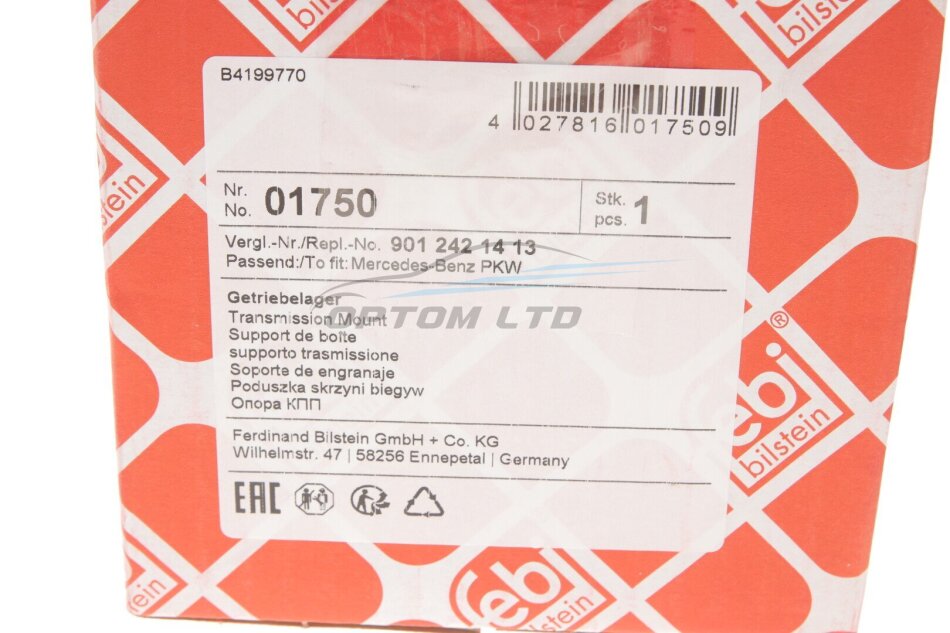 febi
bilstein
bilstein
B4199770
4 027816 017509
bilstein
Nr.
No. 01750
Stk.
pcs. 1
Vergl.-Nr./Repl.-No. 901 242 14 13
Passend:/To fit: Mercedes-Benz PKW
Getriebelager
Transmission Mount
OPTOM LTD
Support de boîte
supporto trasmissione
Soporte de engranaje
Poduszka skrzyni biegyw
Опора КПП
febi®
bilstein
Ferdinand Bilstein GmbH + Co. KG
Wilhelmstr. 47 | 58256 Ennepetal | Germany
EAC
febi
bilstein